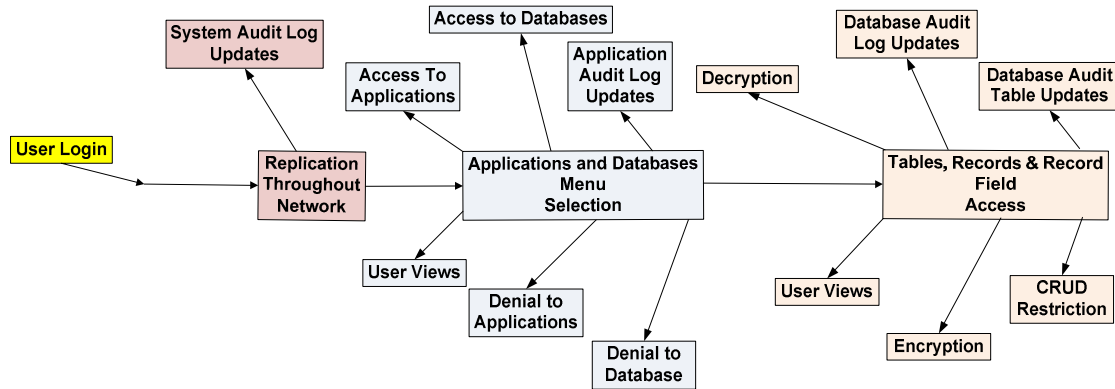 Access to Databases
System Audit Log
Updates
Access To
Applications
Application
Audit Log
Updates
Database Audit
Log Updates
Decryption
Database Audit
Table Updates
User Login
Replication
Throughout
Network
Applications and Databases
Menu
Selection
Tables, Records & Record
Field
Access
User Views
Denial to
Applications
Denial to
Database
User Views
Encryption
CRUD
Restriction